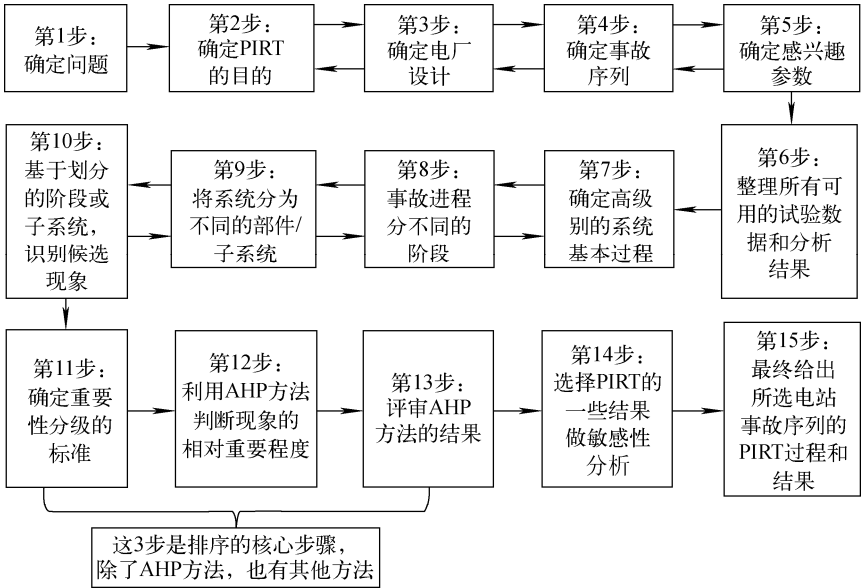 第1步：
确定问题
第2步：
确定PIRT
的目的
第3步：
确定电厂
设计
第4步：
确定事故
序列
第5步：
确定感兴趣
参数
第6步：
整理所有可
用的试验数
据和分析
结果
第7步：
确定高级
别的系统
基本过程
第8步：
事故进程
分不同的
阶段
第9步：
将系统分为
不同的部件/
子系统
第10步：
基于划分
的阶段或
子系统，
识别候选
现象
第11步：
确定重要
性分级的
标准
第12步：
利用AHP方法
判断现象的
相对重要程度
第13步：
评审AHP
方法的结果
第14步：
选择PIRT的
一些结果
做敏感性
分析
第15步：
最终给出
所选电站
事故序列的
PIRT过程和
结果
这3步是排序的核心步骤，
除了AHP方法，也有其他方法